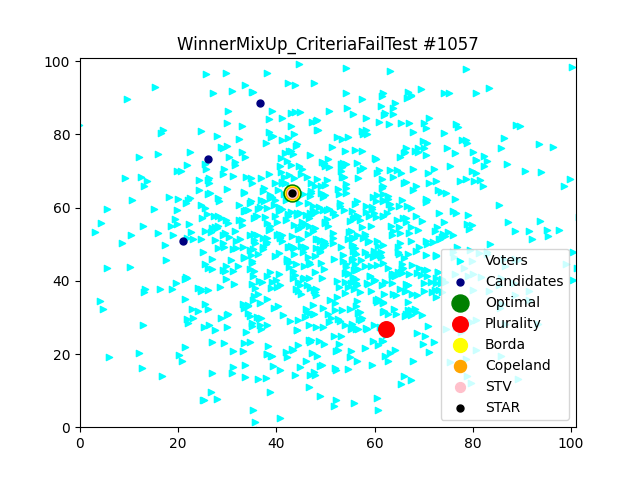 WinnerMixUp_CriteriaFailTest #1057
100
80
60
40
20
0
0 20 40 60 80 100
Voters
Candidates
Optimal
Plurality
Borda
Copeland
STV
STAR